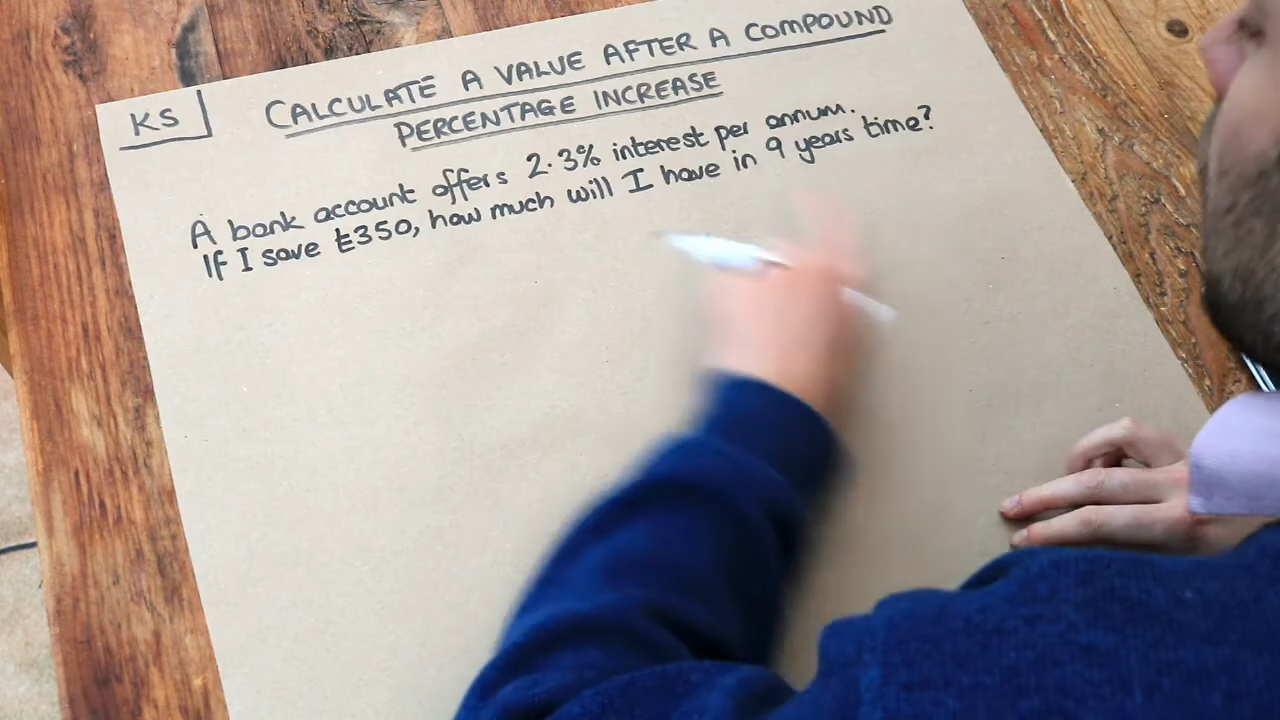 KS
CALCULATE A VALUE AFTER A COMPOUND
PERCENTAGE INCREASE
A bank account offers 2.3% interest per annum.
If I save £350, how much will I have in 9 years time?